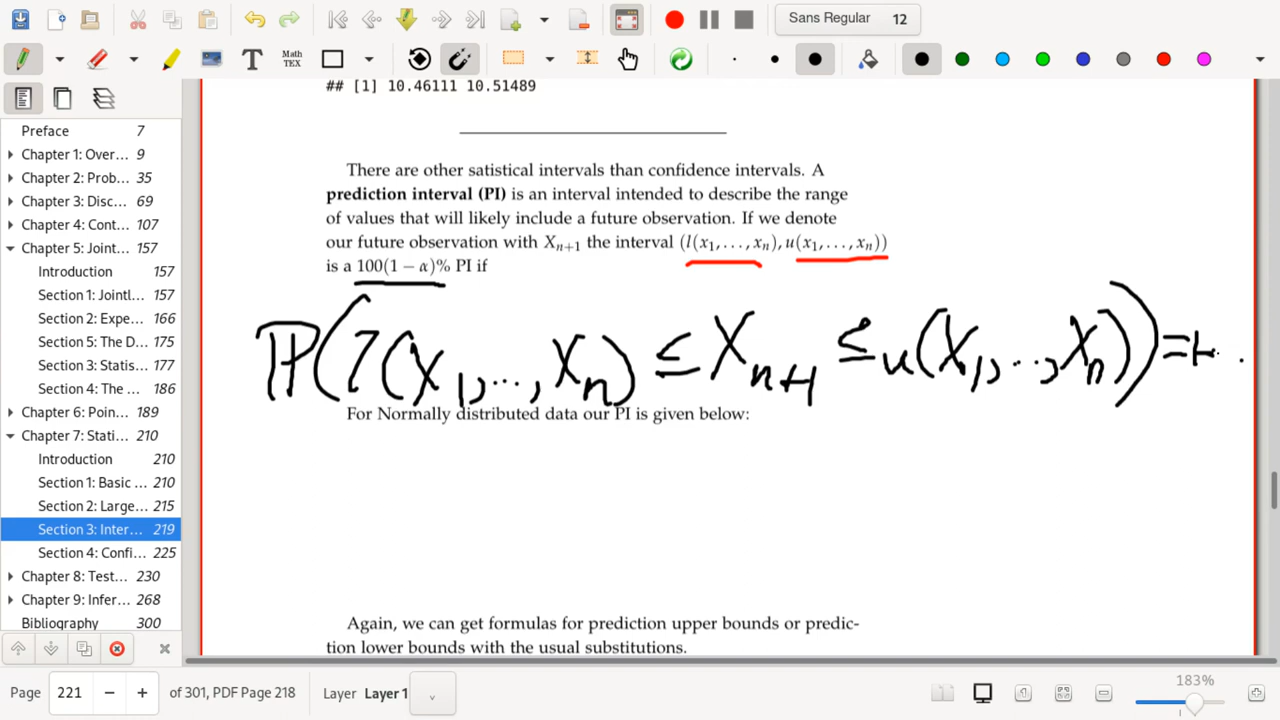 Sans Regular 12
Math
TEX
Preface 7
Chapter 1: Over... 9
Chapter 2: Prob... 35
Chapter 3: Disc... 69
Chapter 4: Cont... 107
Chapter 5: Joint... 157
Introduction 157
Section 1: Jointl... 157
Section 2: Expe... 166
Section 5: The D... 175
Section 3: Statis... 177
Section 4: The ... 186
Chapter 6: Poin... 189
Chapter 7: Stati... 210
Introduction 210
Section 1: Basic ... 210
Section 2: Large... 215
Section 3: Inter... 219
Section 4: Confi... 225
Chapter 8: Test... 230
Chapter 9: Infer... 268
Bibliography 300
## [1] 10.46111 10.51489
There are other satistical intervals than confidence intervals. A
prediction interval (PI) is an interval intended to describe the range
of values that will likely include a future observation. If we denote
our future observation with Xₙ₊₁ the interval (l(x₁, . . . , xₙ), u(x₁, . . . , xₙ))
is a 100(1 − α)% PI if
ℙ(l(X₁, ..., Xₙ) ≤ Xₙ₊₁ ≤ u(X₁, ..., Xₙ)) =
For Normally distributed data our PI is given below:
Again, we can get formulas for prediction upper bounds or predic-
tion lower bounds with the usual substitutions.
Page 221 of 301, PDF Page 218 Layer Layer 1 183%